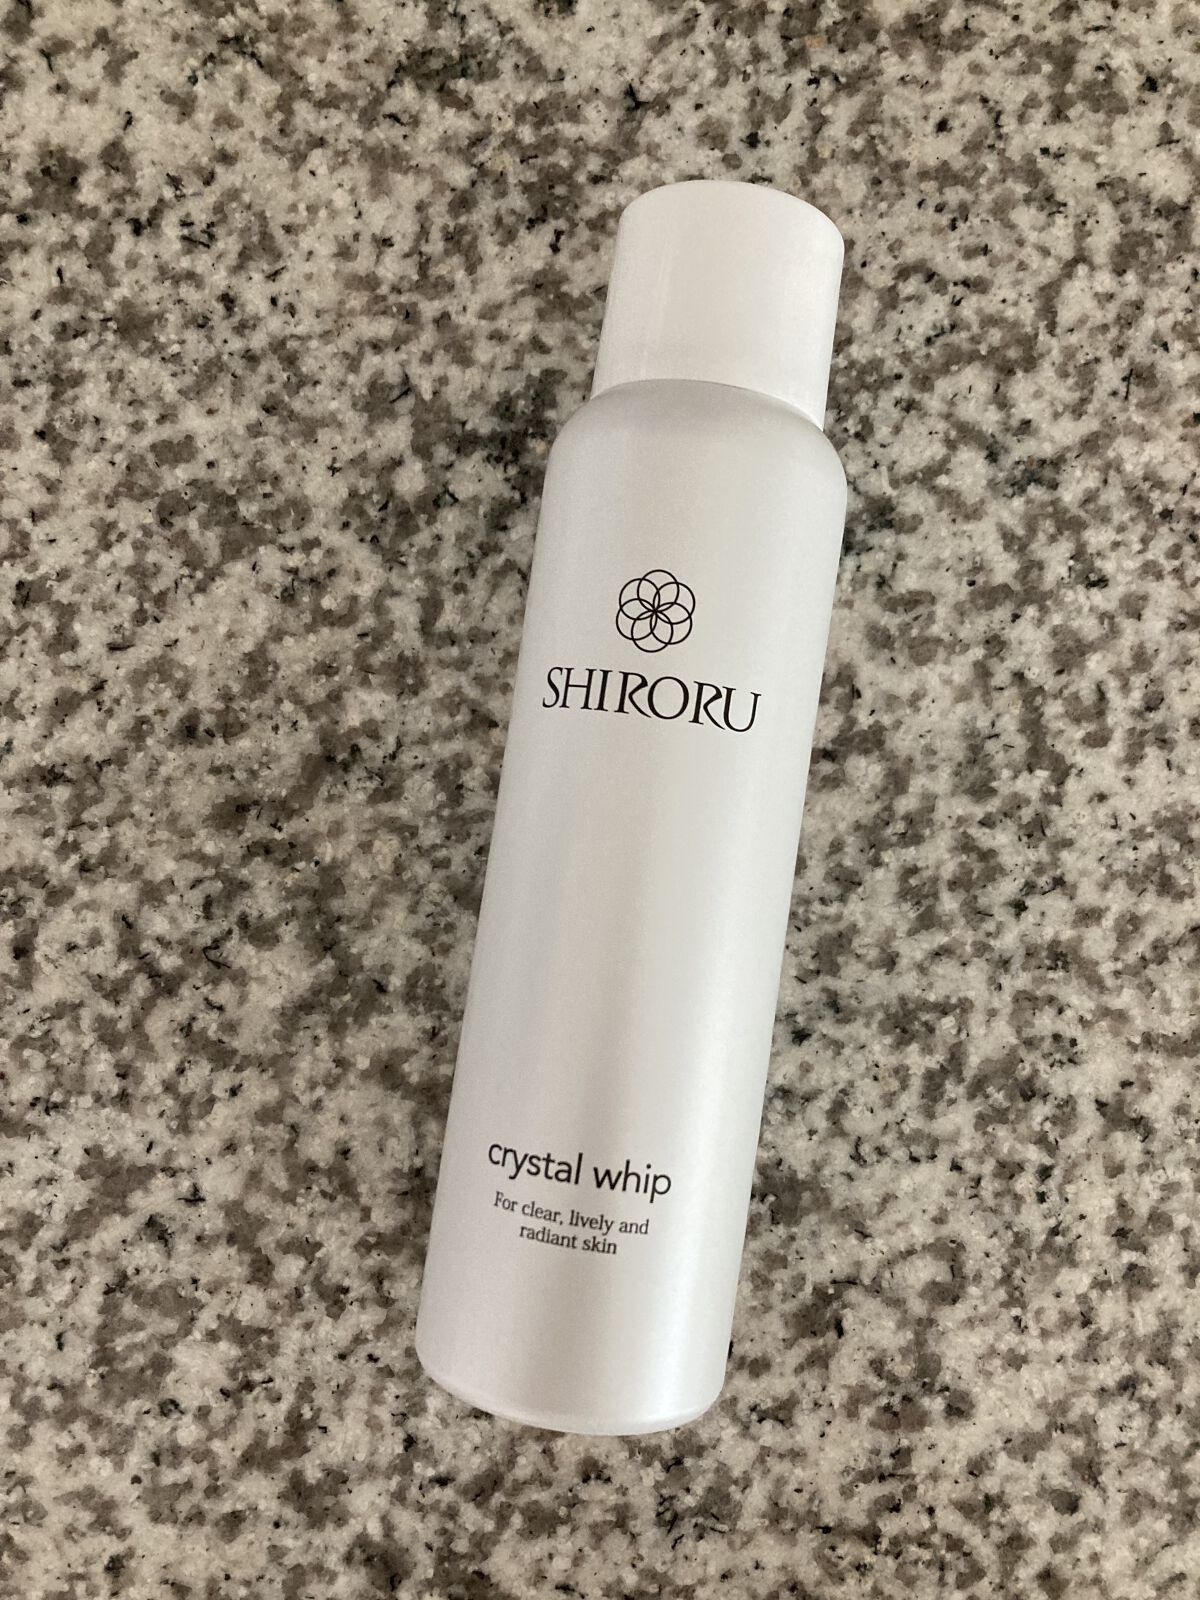 SHIRORU
crystal whip
For clear, lively and
radiant skin